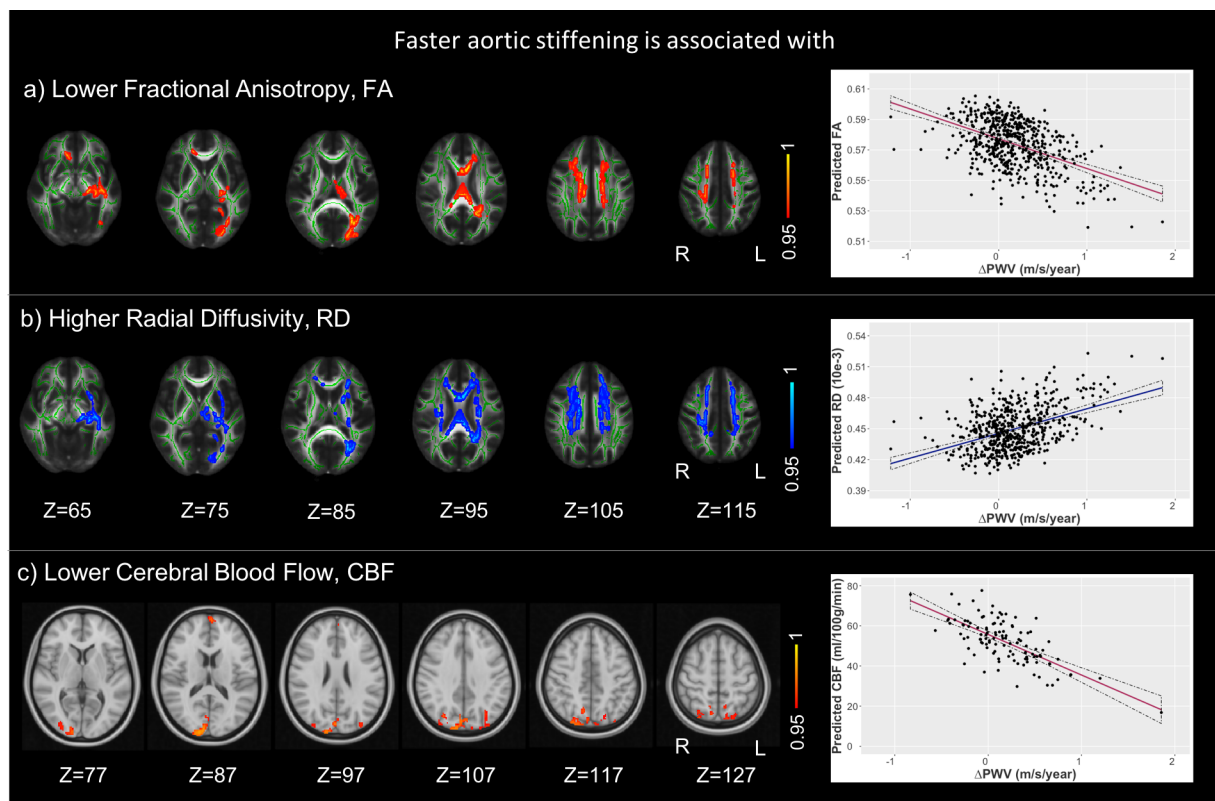 Faster aortic stiffening is associated with
a) Lower Fractional Anisotropy, FA
R L
0.95 1
Predicted FA
0.61
0.59
0.57
0.55
0.53
0.51
-1 0 1 2
ΔPWV (m/s/year)
b) Higher Radial Diffusivity, RD
R L
0.95 1
Z=65 Z=75 Z=85 Z=95 Z=105 Z=115
Predicted RD (10e-3)
0.54
0.51
0.48
0.45
0.42
0.39
-1 0 1 2
ΔPWV (m/s/year)
c) Lower Cerebral Blood Flow, CBF
R L
0.95 1
Z=77 Z=87 Z=97 Z=107 Z=117 Z=127
Predicted CBF (ml/100g/min)
80
60
40
20
0
-1 0 1 2
ΔPWV (m/s/year)